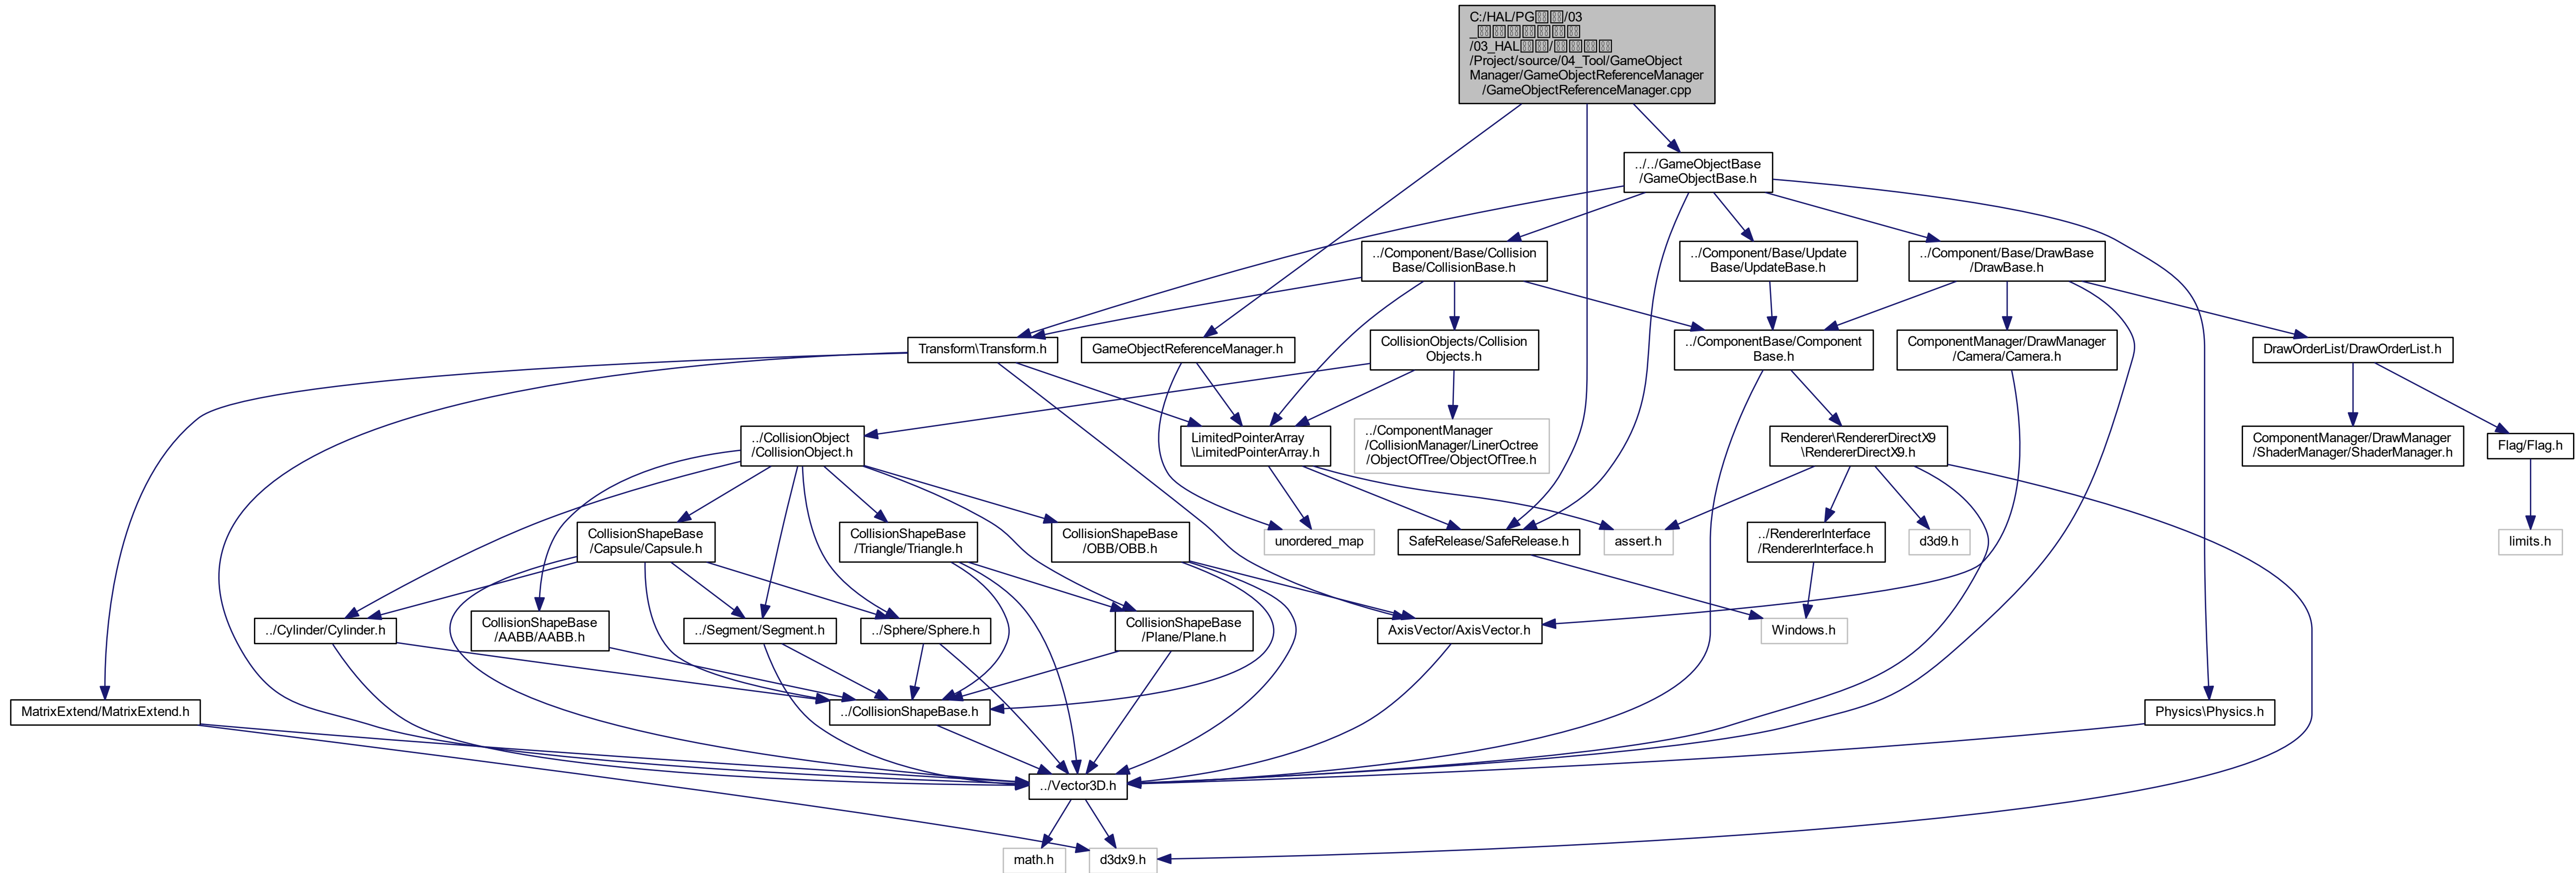 C:/HAL/PG/03
_
/03_HAL/
/Project/source/04_Tool/GameObject
Manager/GameObjectReferenceManager
/GameObjectReferenceManager.cpp
../../GameObjectBase
/GameObjectBase.h
../Component/Base/Collision
Base/CollisionBase.h
../Component/Base/Update
Base/UpdateBase.h
../Component/Base/DrawBase
/DrawBase.h
Transform\Transform.h
GameObjectReferenceManager.h
CollisionObjects/Collision
Objects.h
../ComponentBase/Component
Base.h
ComponentManager/DrawManager
/Camera/Camera.h
DrawOrderList/DrawOrderList.h
../CollisionObject
/CollisionObject.h
LimitedPointerArray
\LimitedPointerArray.h
../ComponentManager
/CollisionManager/LinerOctree
/ObjectOfTree/ObjectOfTree.h
Renderer\RendererDirectX9
\RendererDirectX9.h
ComponentManager/DrawManager
/ShaderManager/ShaderManager.h
Flag/Flag.h
CollisionShapeBase
/Capsule/Capsule.h
CollisionShapeBase
/Triangle/Triangle.h
CollisionShapeBase
/OBB/OBB.h
unordered_map
SafeRelease/SafeRelease.h
assert.h
../RendererInterface
/RendererInterface.h
d3d9.h
limits.h
../Cylinder/Cylinder.h
CollisionShapeBase
/AABB/AABB.h
../Segment/Segment.h
../Sphere/Sphere.h
CollisionShapeBase
/Plane/Plane.h
AxisVector/AxisVector.h
Windows.h
MatrixExtend/MatrixExtend.h
../CollisionShapeBase.h
Physics\Physics.h
../Vector3D.h
math.h
d3dx9.h